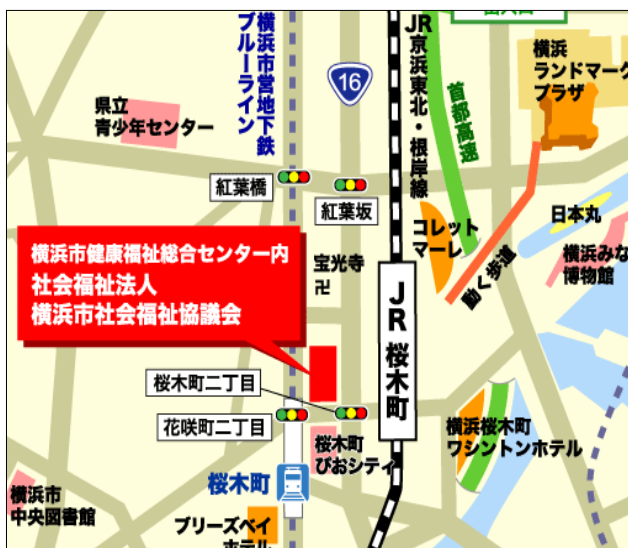 横浜市営地下鉄
ブルーライン
16
JR京浜東北・根岸線
首都高速
横浜
ランドマーク
プラザ
県立
青少年センター
紅葉橋
紅葉坂
コレット
マーレ
動く歩道
日本丸
横浜みな
博物館
横浜市健康福祉総合センター内
社会福祉法人
横浜市社会福祉協議会
宝光寺
卍
JR 桜木町
桜木町二丁目
花咲町二丁目
桜木町
ぴおシティ
横浜桜木町
ワシントンホテル
桜木町
横浜市
中央図書館
ブリーズベイ
ホテル